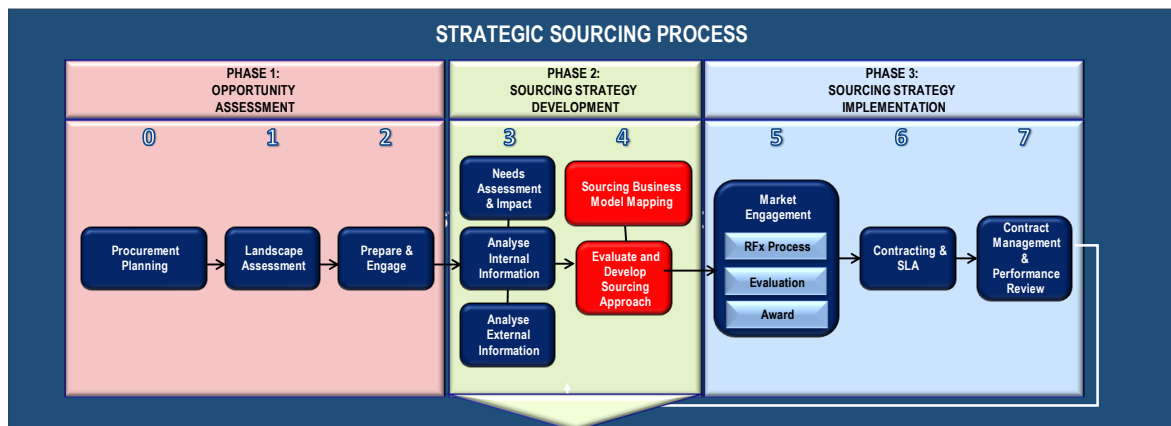 STRATEGIC SOURCING PROCESS
PHASE 1:
OPPORTUNITY
ASSESSMENT
PHASE 2:
SOURCING STRATEGY
DEVELOPMENT
PHASE 3:
SOURCING STRATEGY
IMPLEMENTATION
0
1
2
3
4
5
6
7
Procurement
Planning
Landscape
Assessment
Prepare &
Engage
Needs
Assessment
& Impact
Analyse
Internal
Information
Analyse
External
Information
Sourcing Business
Model Mapping
Evaluate and
Develop
Sourcing
Approach
Market
Engagement
RFx Process
Evaluation
Award
Contracting &
SLA
Contract
Management
&
Performance
Review